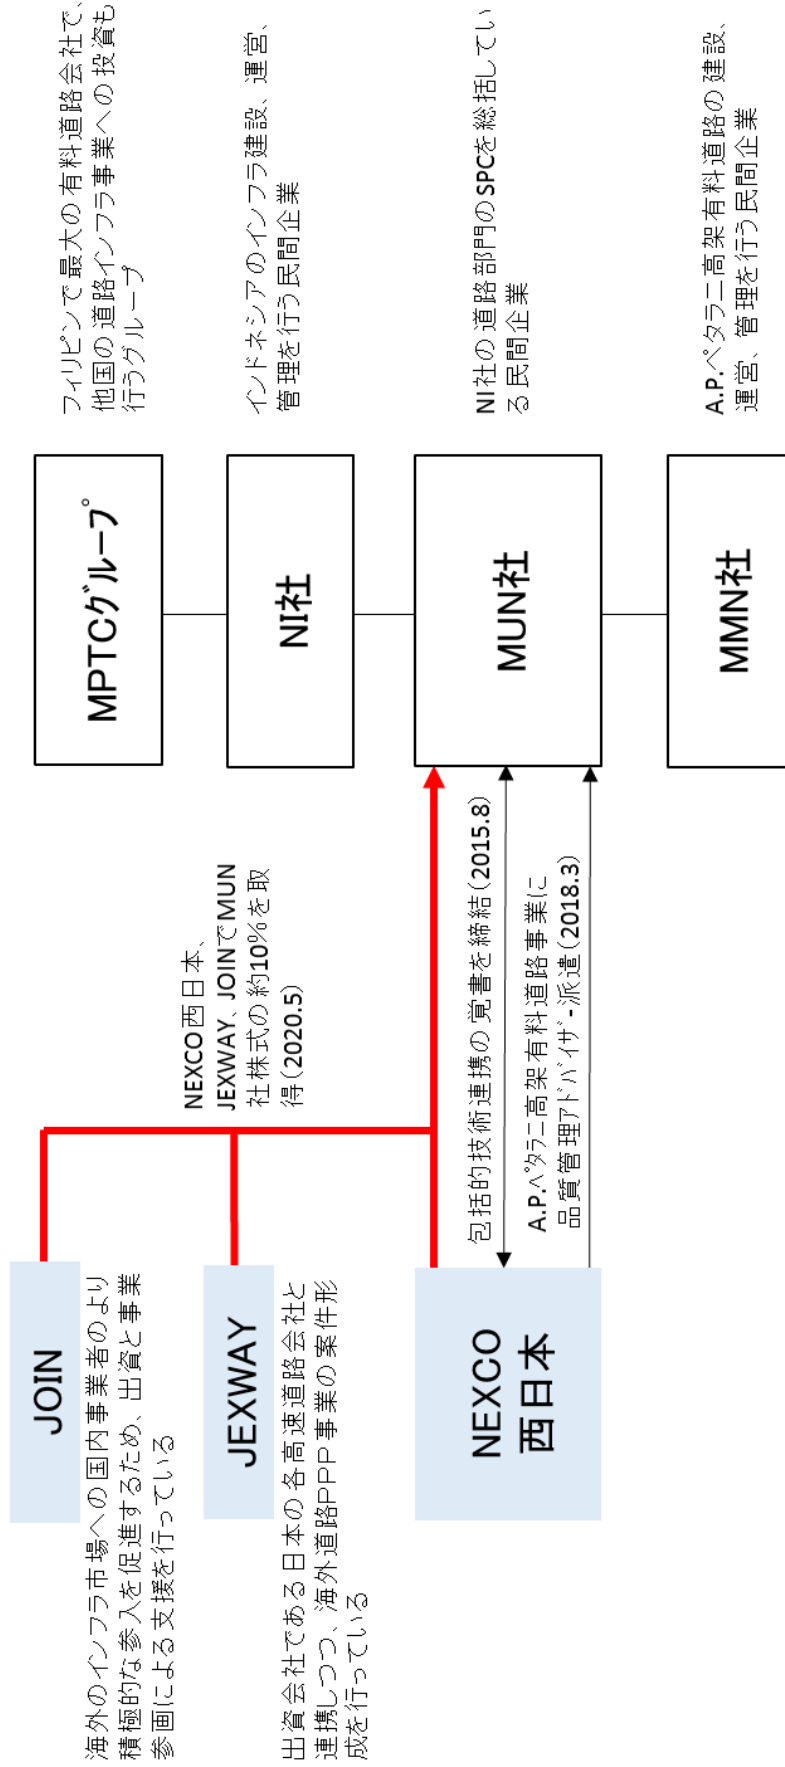 JOIN
海外のインフラ市場への国内事業者のより
積極的な参入を促進するため、出資と事業
参画による支援を行っている
JEXWAY
出資会社である日本の各高速道路会社と
連携しつつ、海外道路PPP事業の案件形
成を行っている
NEXCO
西日本
NEXCO西日本、
JEXWAY、JOINでMUN
社株式の約10％を取
得（2020.5）
包括的技術連携の覚書を締結（2015.8）
A.P.ﾍﾟﾀﾗﾆ高架有料道路事業に
品質管理ｱﾄﾞﾊﾞｲｻﾞｰ派遣（2018.3）
MPTCｸﾞﾙｰﾌﾟ
フィリピンで最大の有料道路会社で、
他国の道路インフラ事業への投資も
行うグループ
NI社
インドネシアのインフラ建設、運営、
管理を行う民間企業
MUN社
NI社の道路部門のSPCを総括してい
る民間企業
MMN社
A.P.ペタラニ高架有料道路の建設、
運営、管理を行う民間企業